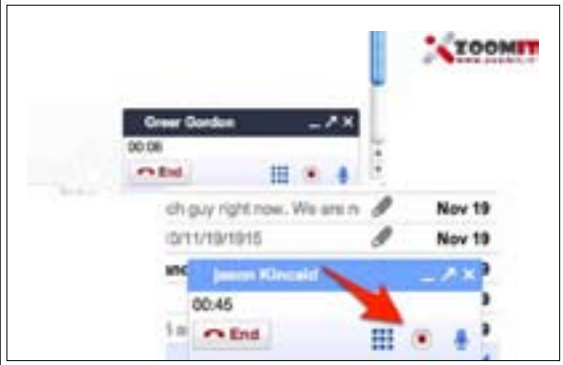 ZOOMIT
Greer Gordon
00:06
End
ch guy right now. We are n
Nov 19
0/11/19/1915
Nov 19
Jason Kincaid
00:45
End